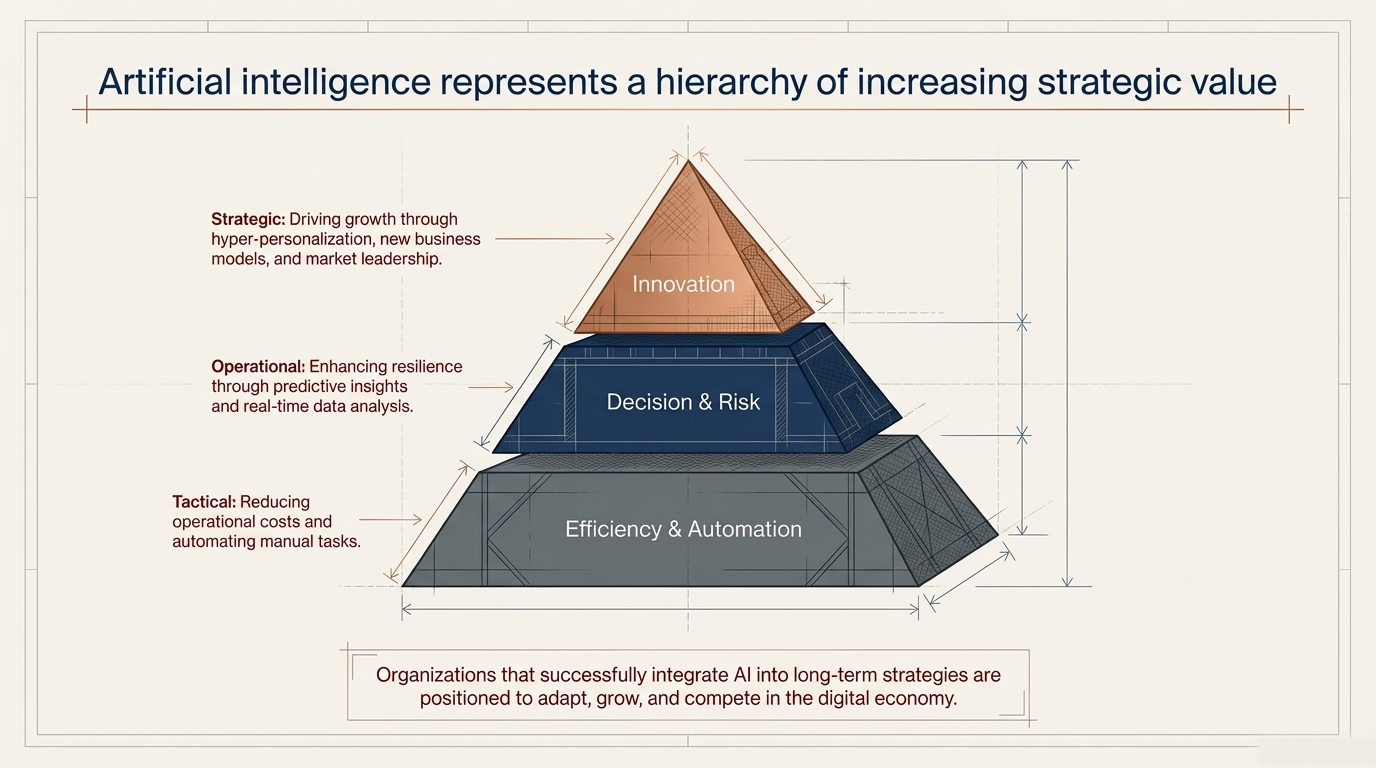 Artificial intelligence represents a hierarchy of increasing strategic value
Strategic: Driving growth through
hyper-personalization, new business
models, and market leadership.
Innovation
Operational: Enhancing resilience
through predictive insights
and real-time data analysis.
Decision & Risk
Tactical: Reducing
operational costs and
automating manual tasks.
Efficiency & Automation
Organizations that successfully integrate AI into long-term strategies are
positioned to adapt, grow, and compete in the digital economy.